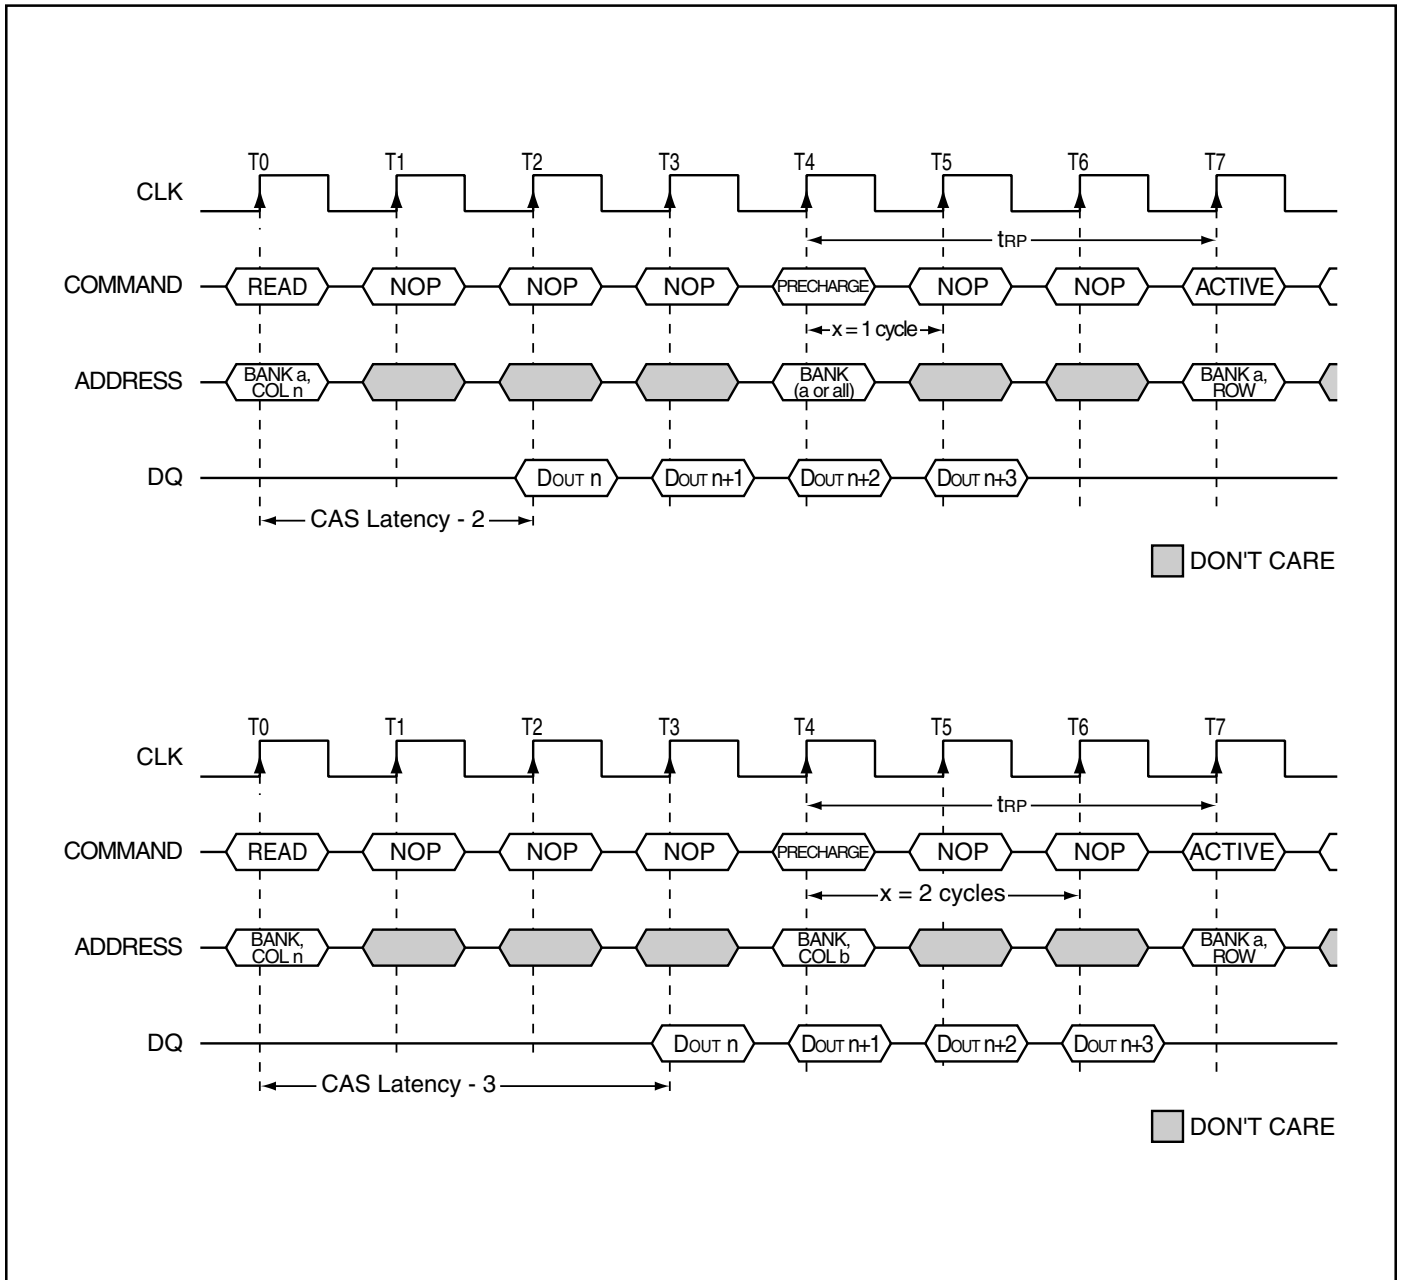 T0 T1 T2 T3 T4 T5 T6 T7
CLK
tRP
COMMAND READ NOP NOP NOP PRECHARGE NOP NOP ACTIVE
x = 1 cycle
ADDRESS BANK a, COL n BANK (a or all) BANK a, ROW
DQ DOUT n DOUT n+1 DOUT n+2 DOUT n+3
CAS Latency - 2
DON'T CARE
T0 T1 T2 T3 T4 T5 T6 T7
CLK
tRP
COMMAND READ NOP NOP NOP PRECHARGE NOP NOP ACTIVE
x = 2 cycles
ADDRESS BANK, COL n BANK, COL b BANK a, ROW
DQ DOUT n DOUT n+1 DOUT n+2 DOUT n+3
CAS Latency - 3
DON'T CARE